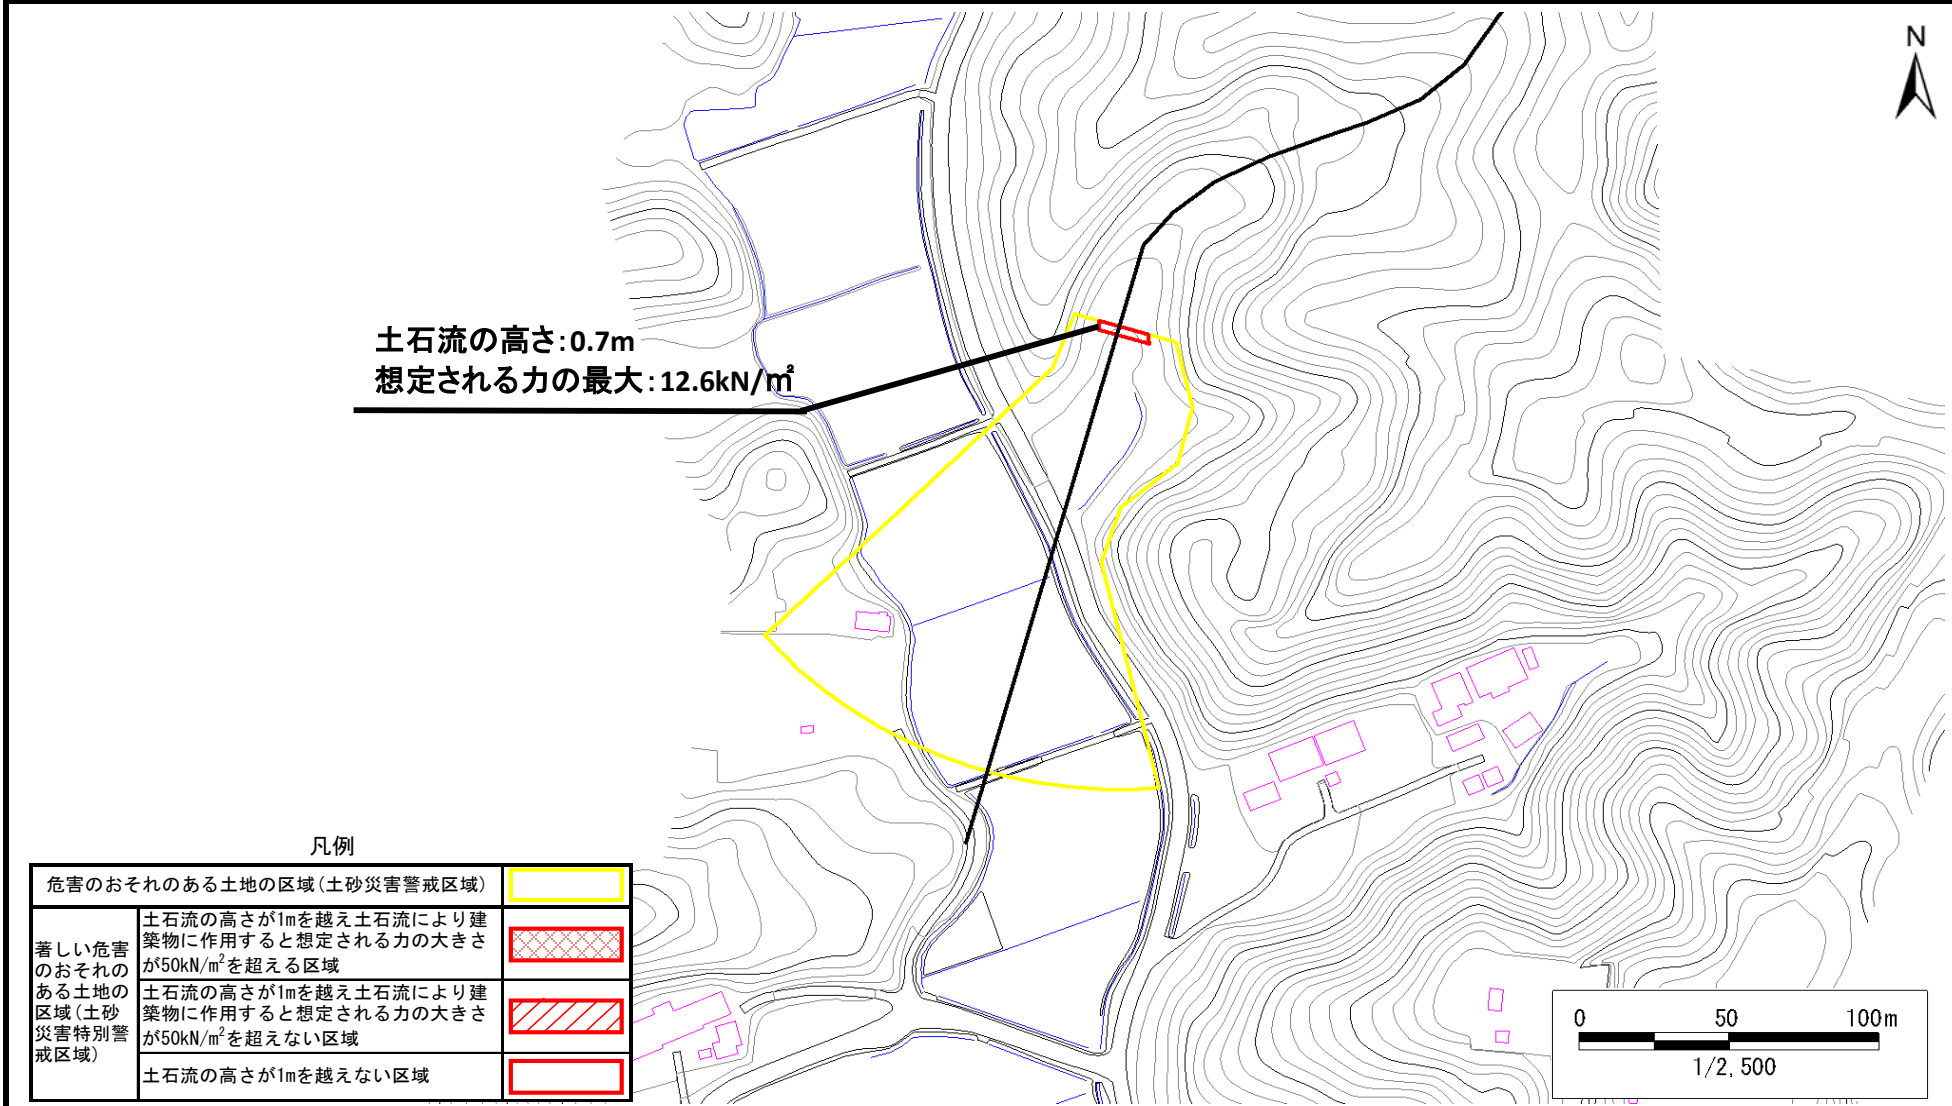 N
土石流の高さ:0.7m
想定される力の最大:12.6kN/㎡
凡例
危害のおそれのある土地の区域(土砂災害警戒区域)
著しい危害
のおそれの
ある土地の
区域(土砂
災害特別警
戒区域)
土石流の高さが1mを越え土石流により建
築物に作用すると想定される力の大きさ
が50kN/m²を超える区域
土石流の高さが1mを越え土石流により建
築物に作用すると想定される力の大きさ
が50kN/m²を超えない区域
土石流の高さが1mを越えない区域
0 50 100m
1/2,500